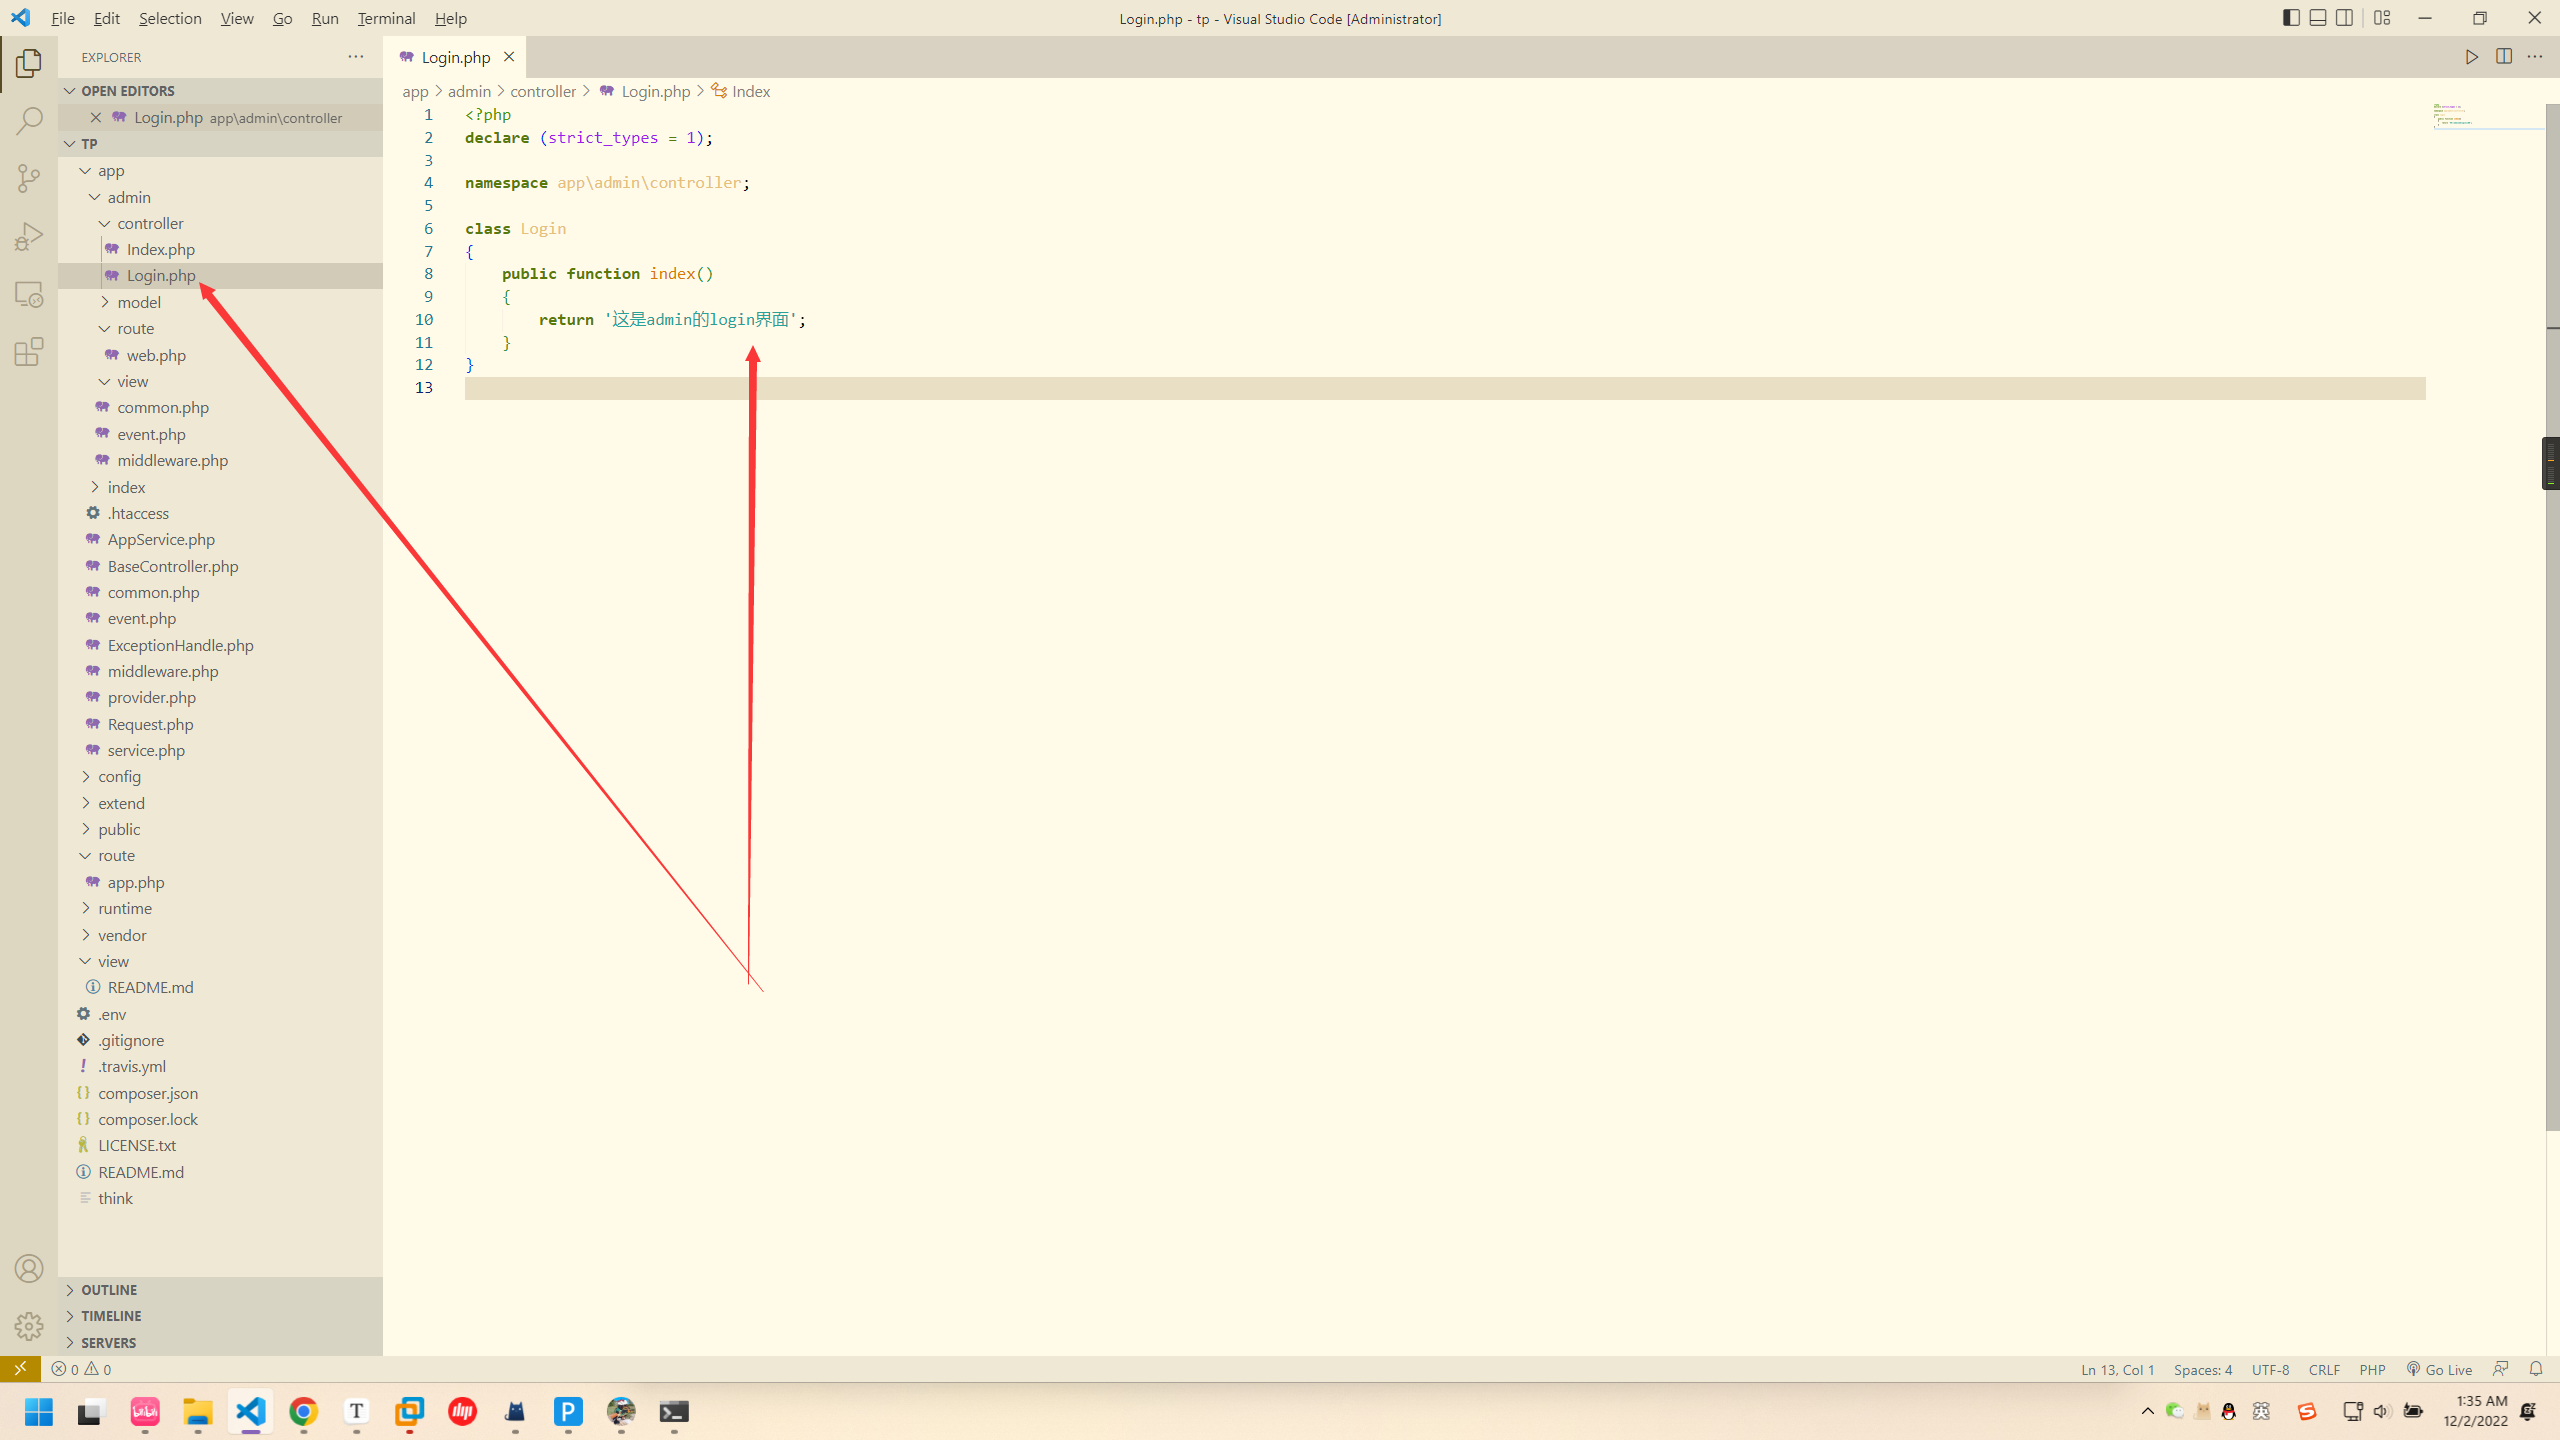 File Edit Selection View Go Run Terminal Help
Login.php - tp - Visual Studio Code [Administrator]
EXPLORER
OPEN EDITORS
Login.php app\admin\controller
TP
app
admin
controller
Index.php
Login.php
model
route
web.php
view
common.php
event.php
middleware.php
index
.htaccess
AppService.php
BaseController.php
common.php
event.php
ExceptionHandle.php
middleware.php
provider.php
Request.php
service.php
config
extend
public
route
app.php
runtime
vendor
view
README.md
.env
.gitignore
.travis.yml
composer.json
composer.lock
LICENSE.txt
README.md
think
OUTLINE
TIMELINE
SERVERS
Login.php
app > admin > controller > Login.php > Index
1 <?php
2 declare (strict_types = 1);
3
4 namespace app\admin\controller;
5
6 class Login
7 {
8 public function index()
9 {
10 return '这是admin的login界面';
11 }
12 }
13
0 0
Ln 13, Col 1 Spaces: 4 UTF-8 CRLF PHP Go Live
英
1:35 AM
12/2/2022